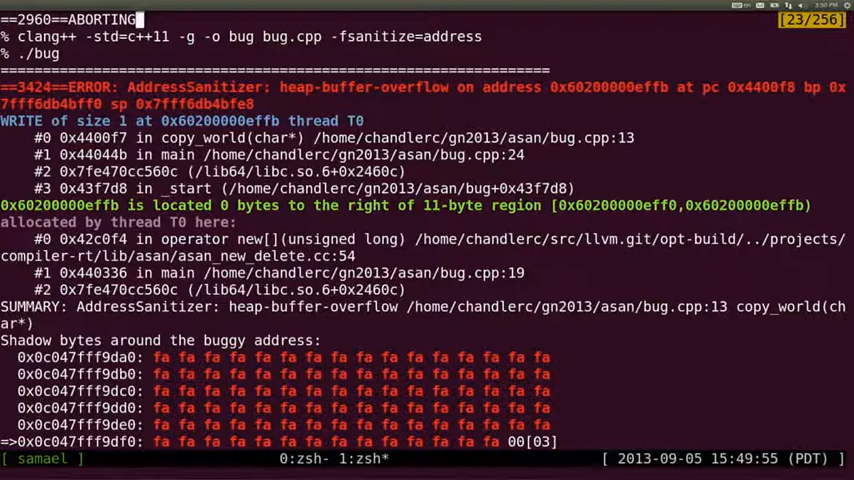 en 3:50 PM
==2960==ABORTING [23/256]
% clang++ -std=c++11 -g -o bug bug.cpp -fsanitize=address
% ./bug
=================================================================
==3424==ERROR: AddressSanitizer: heap-buffer-overflow on address 0x60200000effb at pc 0x4400f8 bp 0x
7fff6db4bff0 sp 0x7fff6db4bfe8
WRITE of size 1 at 0x60200000effb thread T0
    #0 0x4400f7 in copy_world(char*) /home/chandlerc/gn2013/asan/bug.cpp:13
    #1 0x44044b in main /home/chandlerc/gn2013/asan/bug.cpp:24
    #2 0x7fe470cc560c (/lib64/libc.so.6+0x2460c)
    #3 0x43f7d8 in _start (/home/chandlerc/gn2013/asan/bug+0x43f7d8)
0x60200000effb is located 0 bytes to the right of 11-byte region [0x60200000eff0,0x60200000effb)
allocated by thread T0 here:
    #0 0x42c0f4 in operator new[](unsigned long) /home/chandlerc/src/llvm.git/opt-build/../projects/
compiler-rt/lib/asan/asan_new_delete.cc:54
    #1 0x440336 in main /home/chandlerc/gn2013/asan/bug.cpp:19
    #2 0x7fe470cc560c (/lib64/libc.so.6+0x2460c)
SUMMARY: AddressSanitizer: heap-buffer-overflow /home/chandlerc/gn2013/asan/bug.cpp:13 copy_world(ch
ar*)
Shadow bytes around the buggy address:
  0x0c047fff9da0: fa fa fa fa fa fa fa fa fa fa fa fa fa fa fa fa
  0x0c047fff9db0: fa fa fa fa fa fa fa fa fa fa fa fa fa fa fa fa
  0x0c047fff9dc0: fa fa fa fa fa fa fa fa fa fa fa fa fa fa fa fa
  0x0c047fff9dd0: fa fa fa fa fa fa fa fa fa fa fa fa fa fa fa fa
  0x0c047fff9de0: fa fa fa fa fa fa fa fa fa fa fa fa fa fa fa fa
=>0x0c047fff9df0: fa fa fa fa fa fa fa fa fa fa fa fa fa fa 00[03]
[ samael ] 0:zsh- 1:zsh* [ 2013-09-05 15:49:55 (PDT) ]